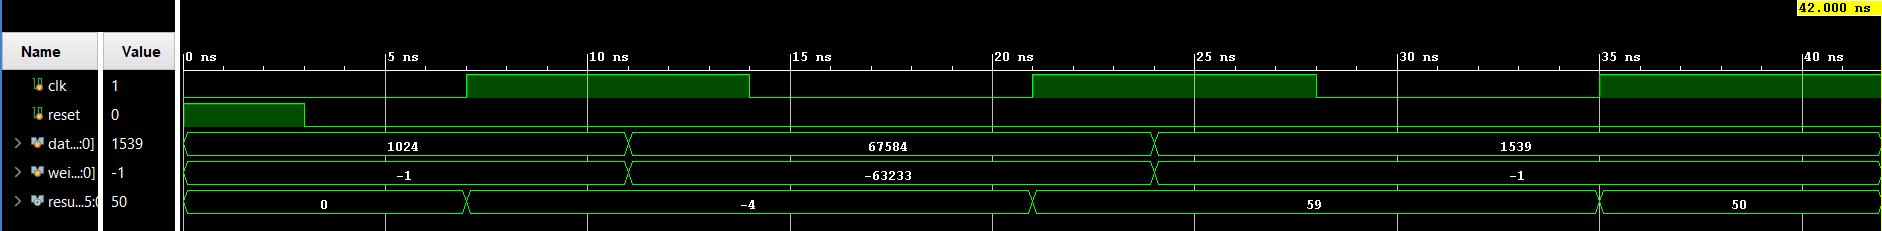 42.000 ns
Name Value
0 ns 5 ns 10 ns 15 ns 20 ns 25 ns 30 ns 35 ns 40 ns
clk 1
reset 0
dat...:0] 1539 1024 67584 1539
wei...:0] -1 -1 -63233 -1
resu...5:0 50 0 -4 59 50